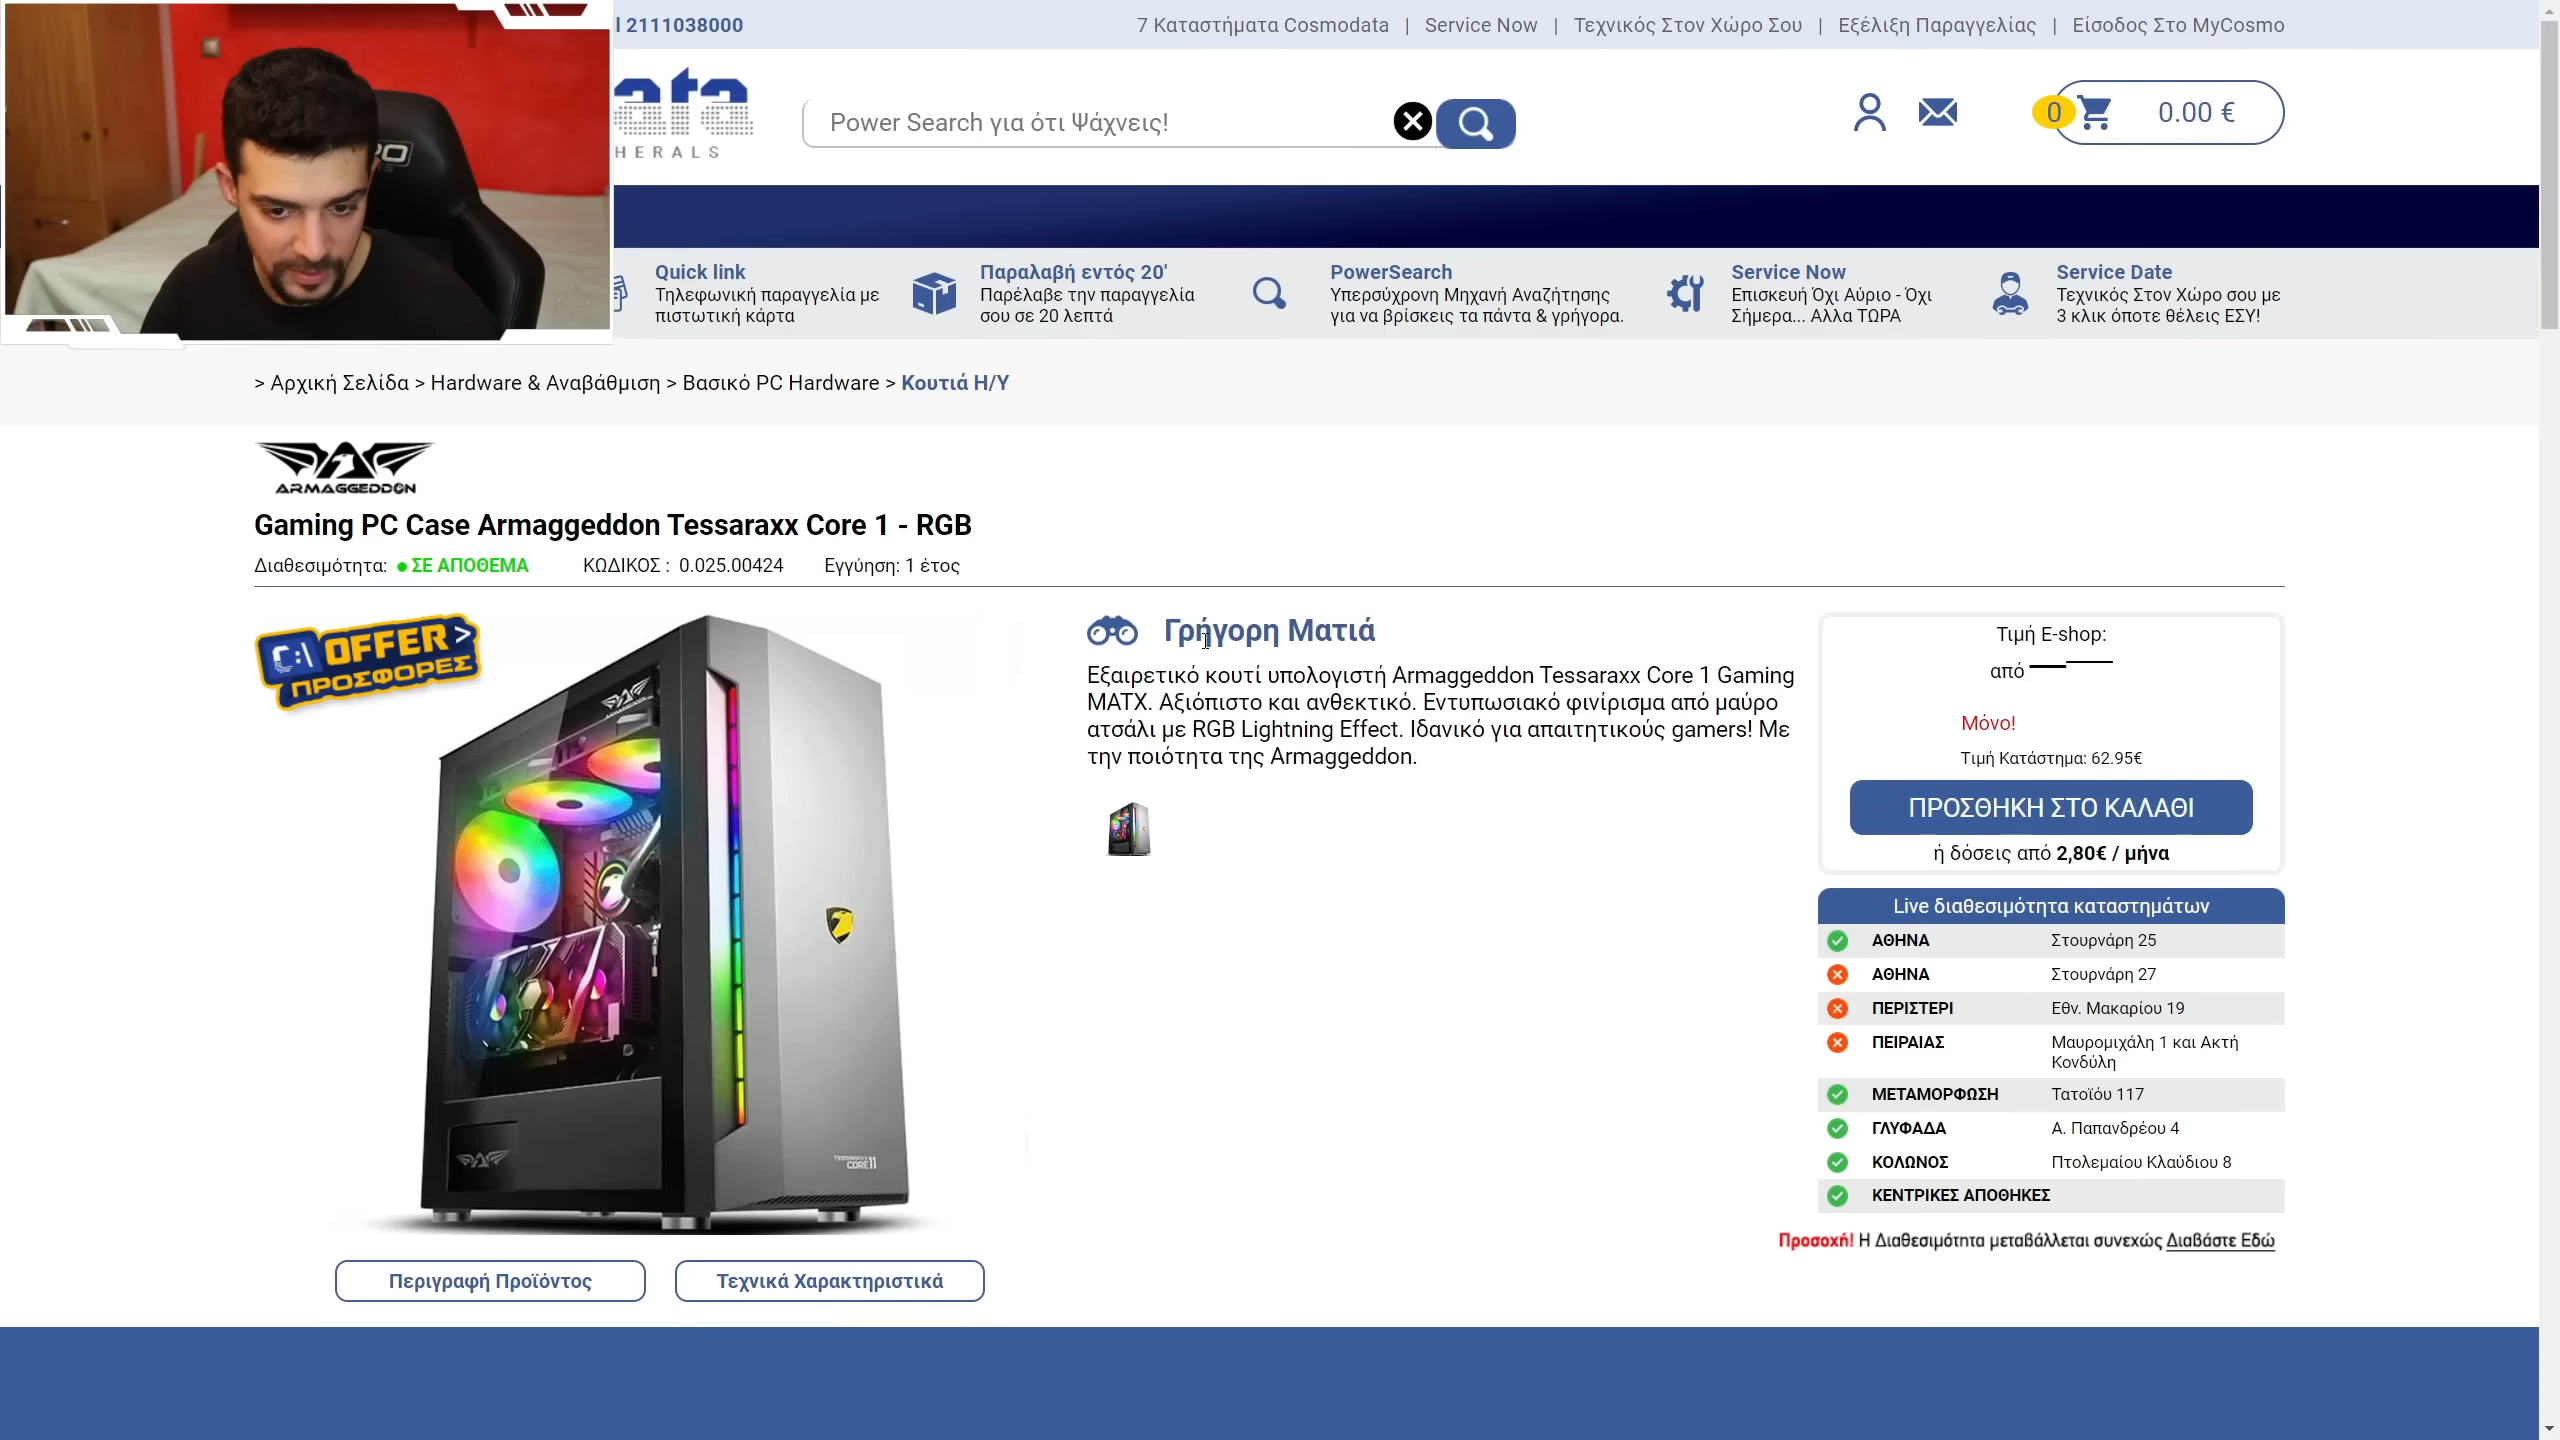 l 2111038000
7 Καταστήματα Cosmodata | Service Now | Τεχνικός Στον Χώρο Σου | Εξέλιξη Παραγγελίας | Είσοδος Στο MyCosmo
ata
HERALS
Power Search για ότι Ψάχνεις!
0
0.00 €
Quick link
Τηλεφωνική παραγγελία με
πιστωτική κάρτα
Παραλαβή εντός 20'
Παρέλαβε την παραγγελία
σου σε 20 λεπτά
PowerSearch
Υπερσύχρονη Μηχανή Αναζήτησης
για να βρίσκεις τα πάντα & γρήγορα.
Service Now
Επισκευή Όχι Αύριο - Όχι
Σήμερα... Αλλα ΤΩΡΑ
Service Date
Τεχνικός Στον Χώρο σου με
3 κλικ όποτε θέλεις ΕΣΥ!
> Αρχική Σελίδα > Hardware & Αναβάθμιση > Βασικό PC Hardware > Κουτιά Η/Υ
ARMAGGEDDON
Gaming PC Case Armaggeddon Tessaraxx Core 1 - RGB
Διαθεσιμότητα: ● ΣΕ ΑΠΟΘΕΜΑ ΚΩΔΙΚΟΣ : 0.025.00424 Εγγύηση: 1 έτος
C:\ OFFER >
ΠΡΟΣΦΟΡΕΣ
TESSARAXX
CORE 11
Γρήγορη Ματιά
Εξαιρετικό κουτί υπολογιστή Armaggeddon Tessaraxx Core 1 Gaming
MATX. Αξιόπιστο και ανθεκτικό. Εντυπωσιακό φινίρισμα από μαύρο
ατσάλι με RGB Lightning Effect. Ιδανικό για απαιτητικούς gamers! Με
την ποιότητα της Armaggeddon.
Τιμή E-shop:
από
Μόνο!
Τιμή Κατάστημα: 62.95€
ΠΡΟΣΘΗΚΗ ΣΤΟ ΚΑΛΑΘΙ
ή δόσεις από 2,80€ / μήνα
Live διαθεσιμότητα καταστημάτων
ΑΘΗΝΑ Στουρνάρη 25
ΑΘΗΝΑ Στουρνάρη 27
ΠΕΡΙΣΤΕΡΙ Εθν. Μακαρίου 19
ΠΕΙΡΑΙΑΣ Μαυρομιχάλη 1 και Ακτή
Κονδύλη
ΜΕΤΑΜΟΡΦΩΣΗ Τατοϊόυ 117
ΓΛΥΦΑΔΑ Α. Παπανδρέου 4
ΚΟΛΩΝΟΣ Πτολεμαίου Κλαύδιου 8
ΚΕΝΤΡΙΚΕΣ ΑΠΟΘΗΚΕΣ
Προσοχή! Η Διαθεσιμότητα μεταβάλλεται συνεχώς Διαβάστε Εδώ
Περιγραφή Προϊόντος
Τεχνικά Χαρακτηριστικά